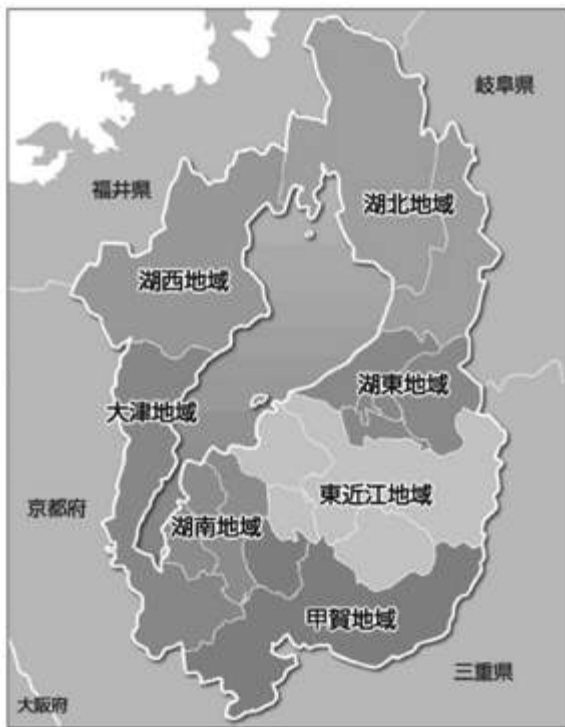 岐阜県
福井県
湖北地域
湖西地域
湖東地域
大津地域
東近江地域
京都府
湖南地域
甲賀地域
三重県
大阪府